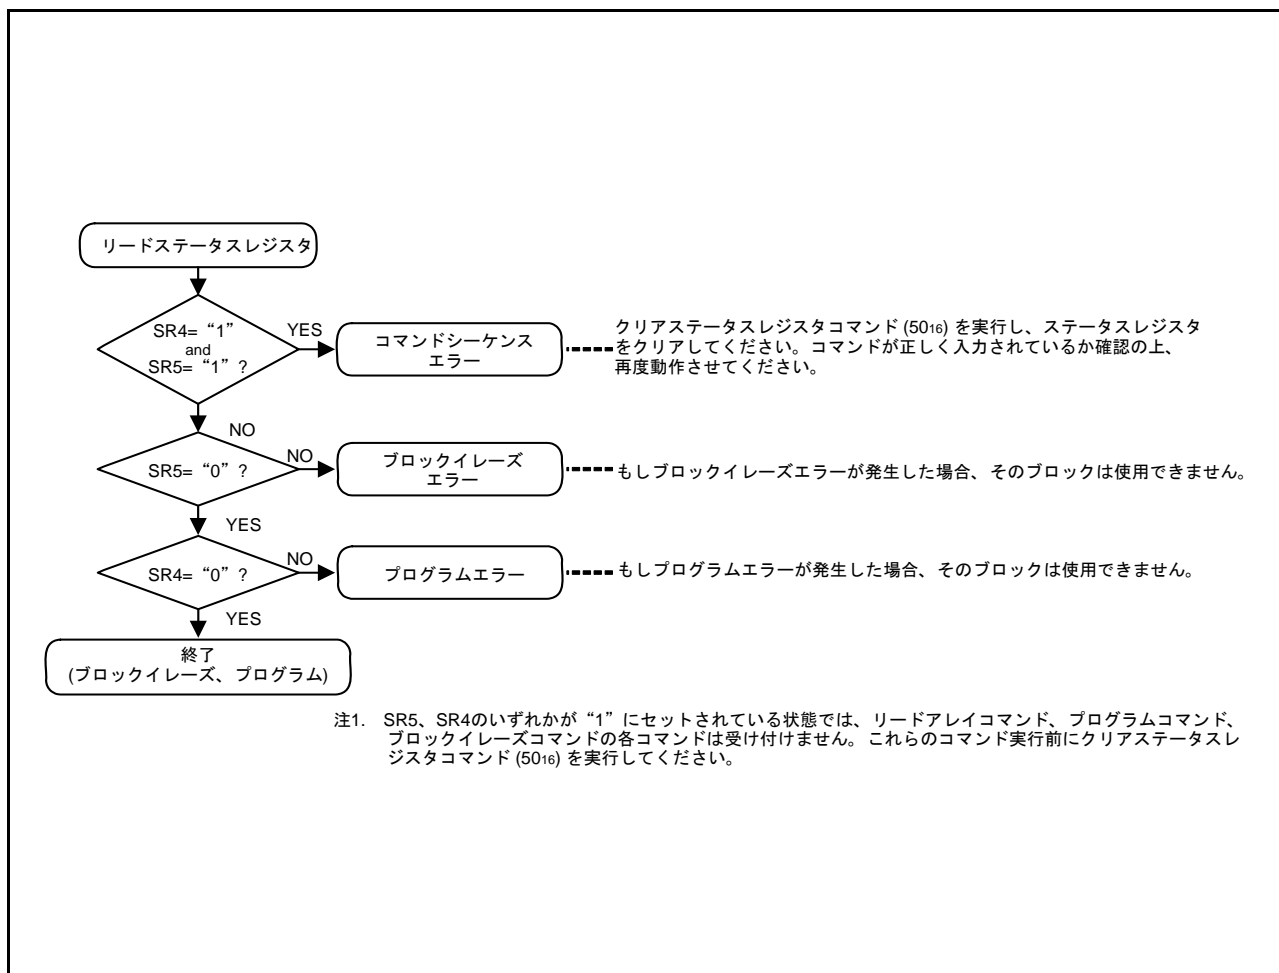 リードステータスレジスタ
SR4= “1”
and
SR5= “1” ?
YES
コマンドシーケンス
エラー
クリアステータスレジスタコマンド (5016) を実行し、ステータスレジスタ
をクリアしてください。コマンドが正しく入力されているか確認の上、
再度動作させてください。
NO
SR5= “0” ?
NO
ブロックイレーズ
エラー
もしブロックイレーズエラーが発生した場合、そのブロックは使用できません。
YES
SR4= “0” ?
NO
プログラムエラー
もしプログラムエラーが発生した場合、そのブロックは使用できません。
YES
終了
(ブロックイレーズ、プログラム)
注1. SR5、SR4のいずれかが “1” にセットされている状態では、リードアレイコマンド、プログラムコマンド、
ブロックイレーズコマンドの各コマンドは受け付けません。これらのコマンド実行前にクリアステータスレ
ジスタコマンド (5016) を実行してください。